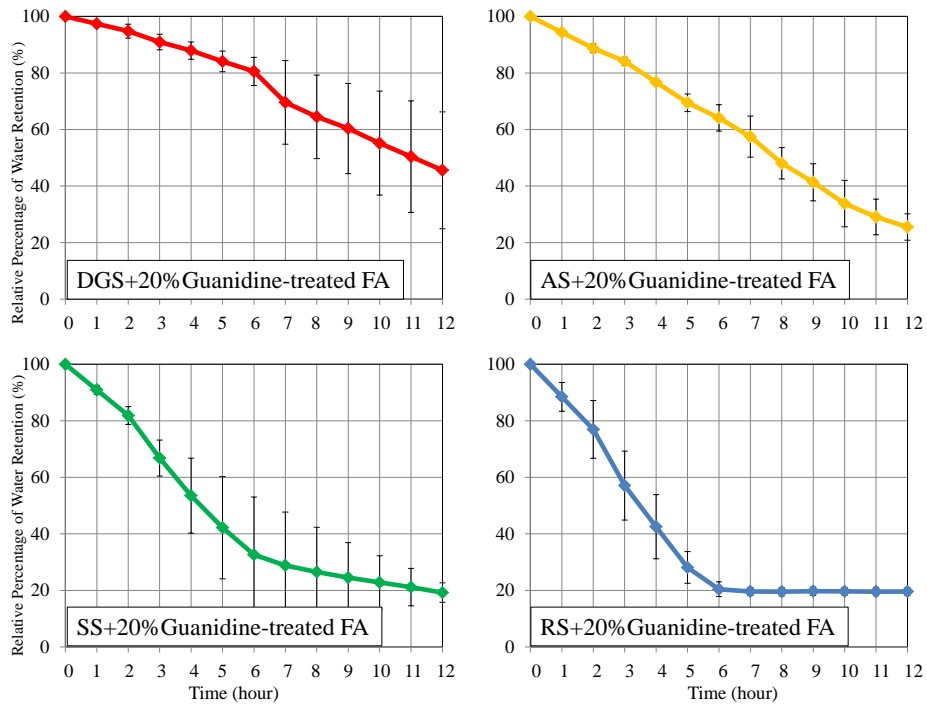 Relative Percentage of Water Retention (%)
100
80
60
40
20
0
DGS+20%Guanidine-treated FA
0 1 2 3 4 5 6 7 8 9 10 11 12
100
80
60
40
20
0
AS+20%Guanidine-treated FA
0 1 2 3 4 5 6 7 8 9 10 11 12
Relative Percentage of Water Retention (%)
100
80
60
40
20
0
SS+20%Guanidine-treated FA
0 1 2 3 4 5 6 7 8 9 10 11 12
Time (hour)
100
80
60
40
20
0
RS+20%Guanidine-treated FA
0 1 2 3 4 5 6 7 8 9 10 11 12
Time (hour)